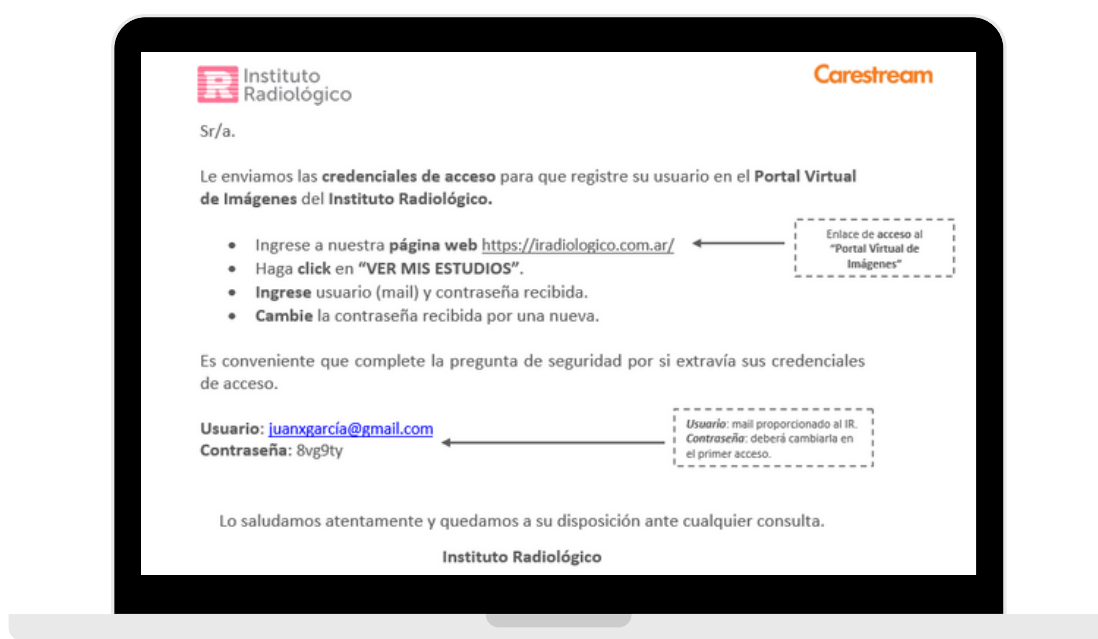 Instituto
Radiológico
Carestream
Sr/a.
Le enviamos las credenciales de acceso para que registre su usuario en el Portal Virtual
de Imágenes del Instituto Radiológico.
• Ingrese a nuestra página web https://iradiologico.com.ar/
Enlace de acceso al
“Portal Virtual de
Imágenes”
• Haga click en “VER MIS ESTUDIOS”.
• Ingrese usuario (mail) y contraseña recibida.
• Cambie la contraseña recibida por una nueva.
Es conveniente que complete la pregunta de seguridad por si extravía sus credenciales
de acceso.
Usuario: juanxgarcía@gmail.com
Contraseña: 8vg9ty
Usuario: mail proporcionado al IR.
Contraseña: deberá cambiarla en
el primer acceso.
Lo saludamos atentamente y quedamos a su disposición ante cualquier consulta.
Instituto Radiológico